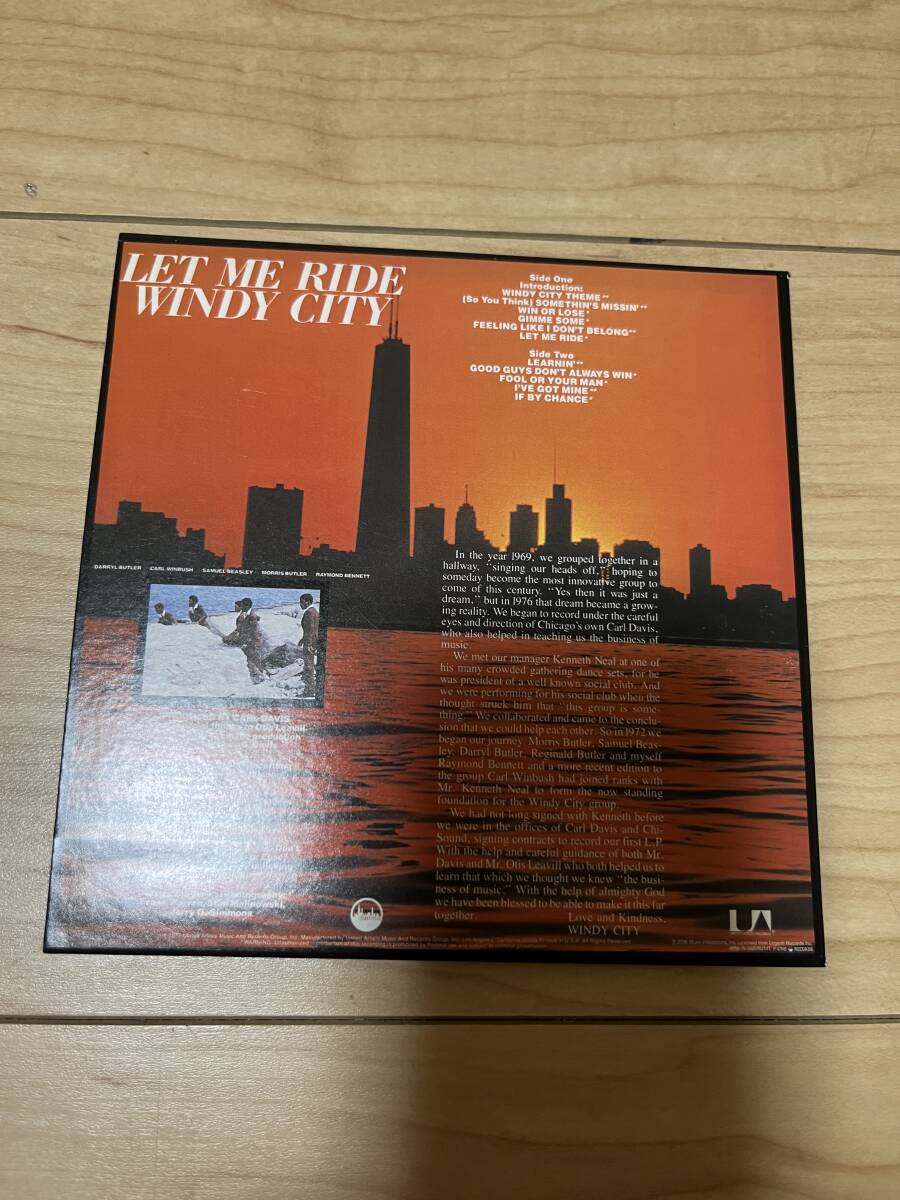 LET ME RIDE
WINDY CITY
Side One
Introduction:
WINDY CITY THEME**
(So You Think) SOMETHIN'S MISSIN'**
WIN OR LOSE*
GIMME SOME*
FEELING LIKE I DON'T BELONG**
LET ME RIDE*
Side Two
LEARNIN'**
GOOD GUYS DON'T ALWAYS WIN*
FOOL OR YOUR MAN*
I'VE GOT MINE**
IF BY CHANCE*
DARRYL BUTLER CARL WINBUSH SAMUEL BEASLEY MORRIS BUTLER RAYMOND BENNETT
BY CARL DAVIS
Otis Leavill
In the year 1969, we grouped together in a
hallway, "singing our heads off," hoping to
someday become the most innovative group to
come of this century. "Yes then it was just a
dream," but in 1976 that dream became a grow-
ing reality. We began to record under the careful
eyes and direction of Chicago's own Carl Davis,
who also helped in teaching us the business of
music.
We met our manager Kenneth Neal at one of
his many crowded gathering dance sets, for he
was president of a well known social club. And
we were performing for his social club when the
thought struck him that "this group is some-
thing." We collaborated and came to the conclu-
sion that we could help each other. So in 1972 we
began our journey. Morris Butler, Samuel Beas-
ley, Darryl Butler, Reginald Butler and myself
Raymond Bennett and a more recent edition to
the group Carl Winbush had joined ranks with
Mr. Kenneth Neal to form the now standing
foundation for the Windy City group.
We had not long signed with Kenneth before
we were in the offices of Carl Davis and Chi-
Sound, signing contracts to record our first L.P.
With the help and careful guidance of both Mr.
Davis and Mr. Otis Leavill who both helped us to
learn that which we thought we knew "the busi-
ness of music." With the help of almighty God
we have been blessed to be able to make it this far
together.
Love and Kindness,
WINDY CITY
Stan Malinowski
UA